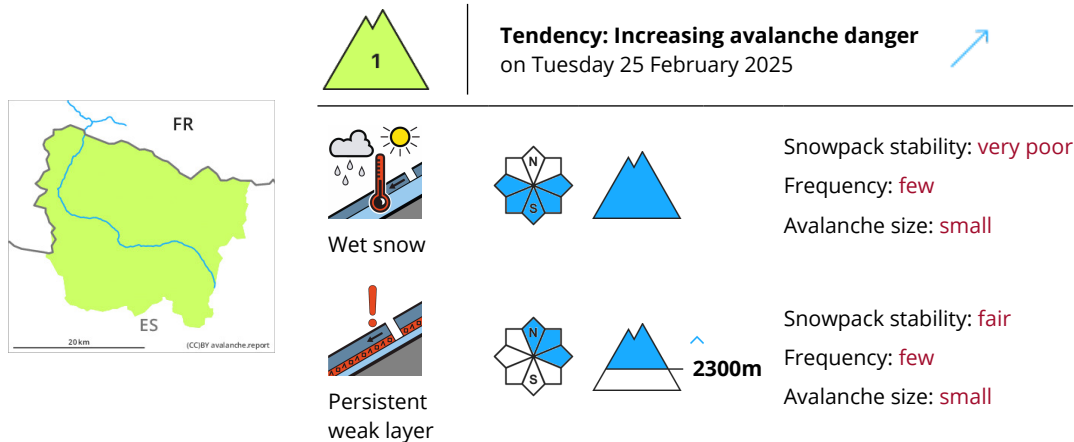 1
Tendency: Increasing avalanche danger
on Tuesday 25 February 2025
FR
ES
20 km
(CC)BY avalanche.report
N
S
Snowpack stability: very poor
Frequency: few
Avalanche size: small
Wet snow
N
S
2300m
Snowpack stability: fair
Frequency: few
Avalanche size: small
Persistent
weak layer